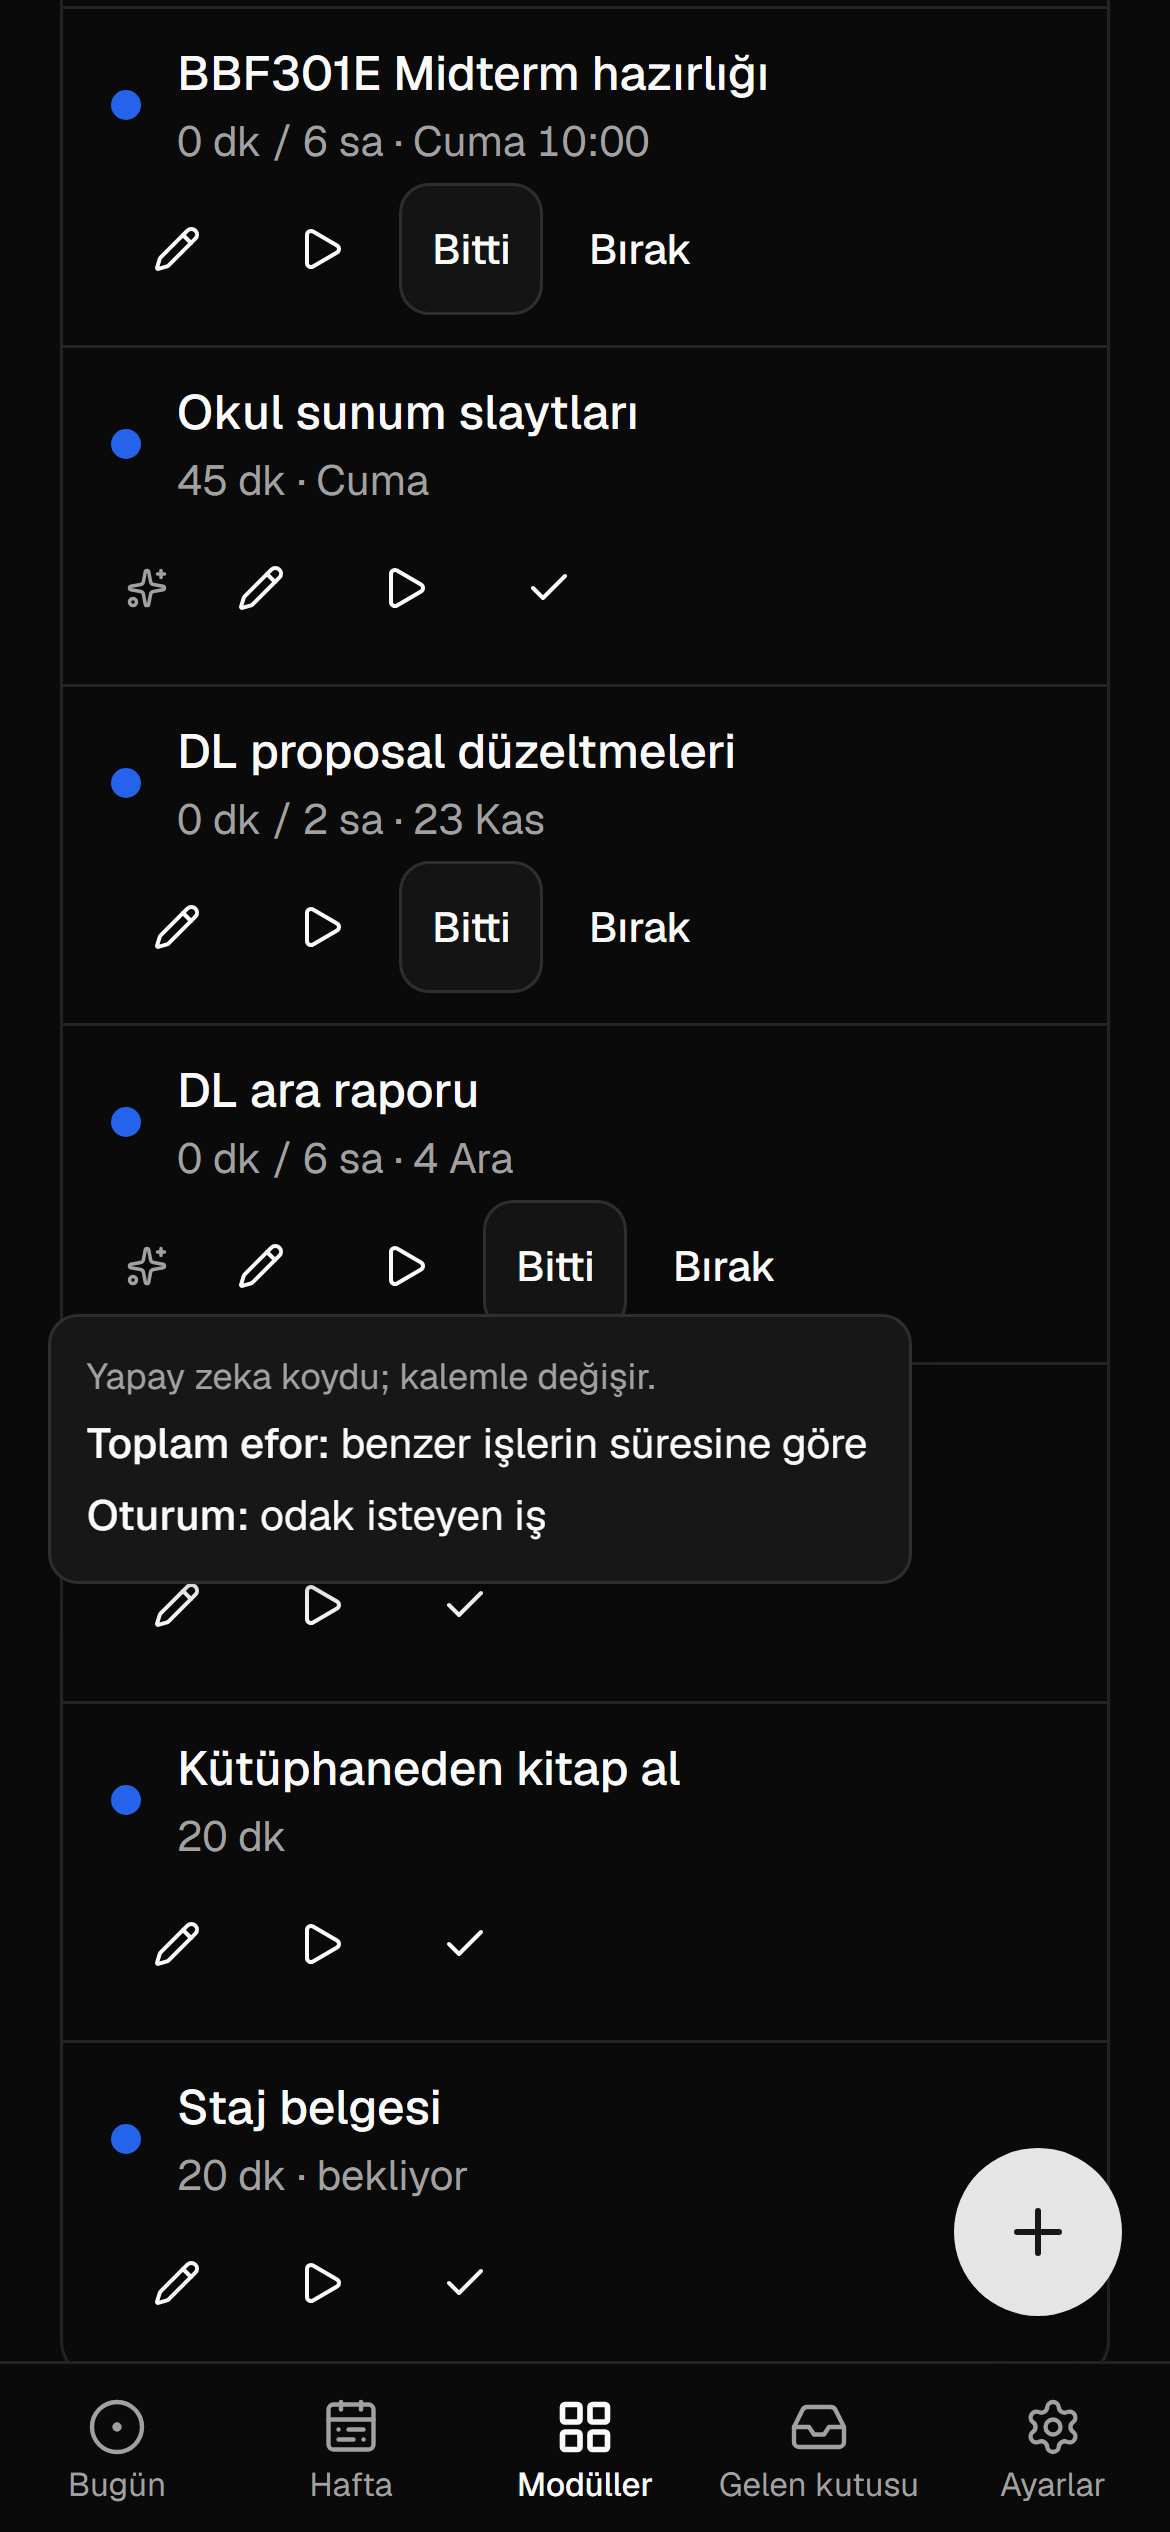 BBF301E Midterm hazırlığı
0 dk / 6 sa · Cuma 10:00
Bitti Bırak
Okul sunum slaytları
45 dk · Cuma
DL proposal düzeltmeleri
0 dk / 2 sa · 23 Kas
Bitti Bırak
DL ara raporu
0 dk / 6 sa · 4 Ara
Bitti Bırak
Yapay zeka koydu; kalemle değişir.
Toplam efor: benzer işlerin süresine göre
Oturum: odak isteyen iş
Kütüphaneden kitap al
20 dk
Staj belgesi
20 dk · bekliyor
Bugün Hafta Modüller Gelen kutusu Ayarlar